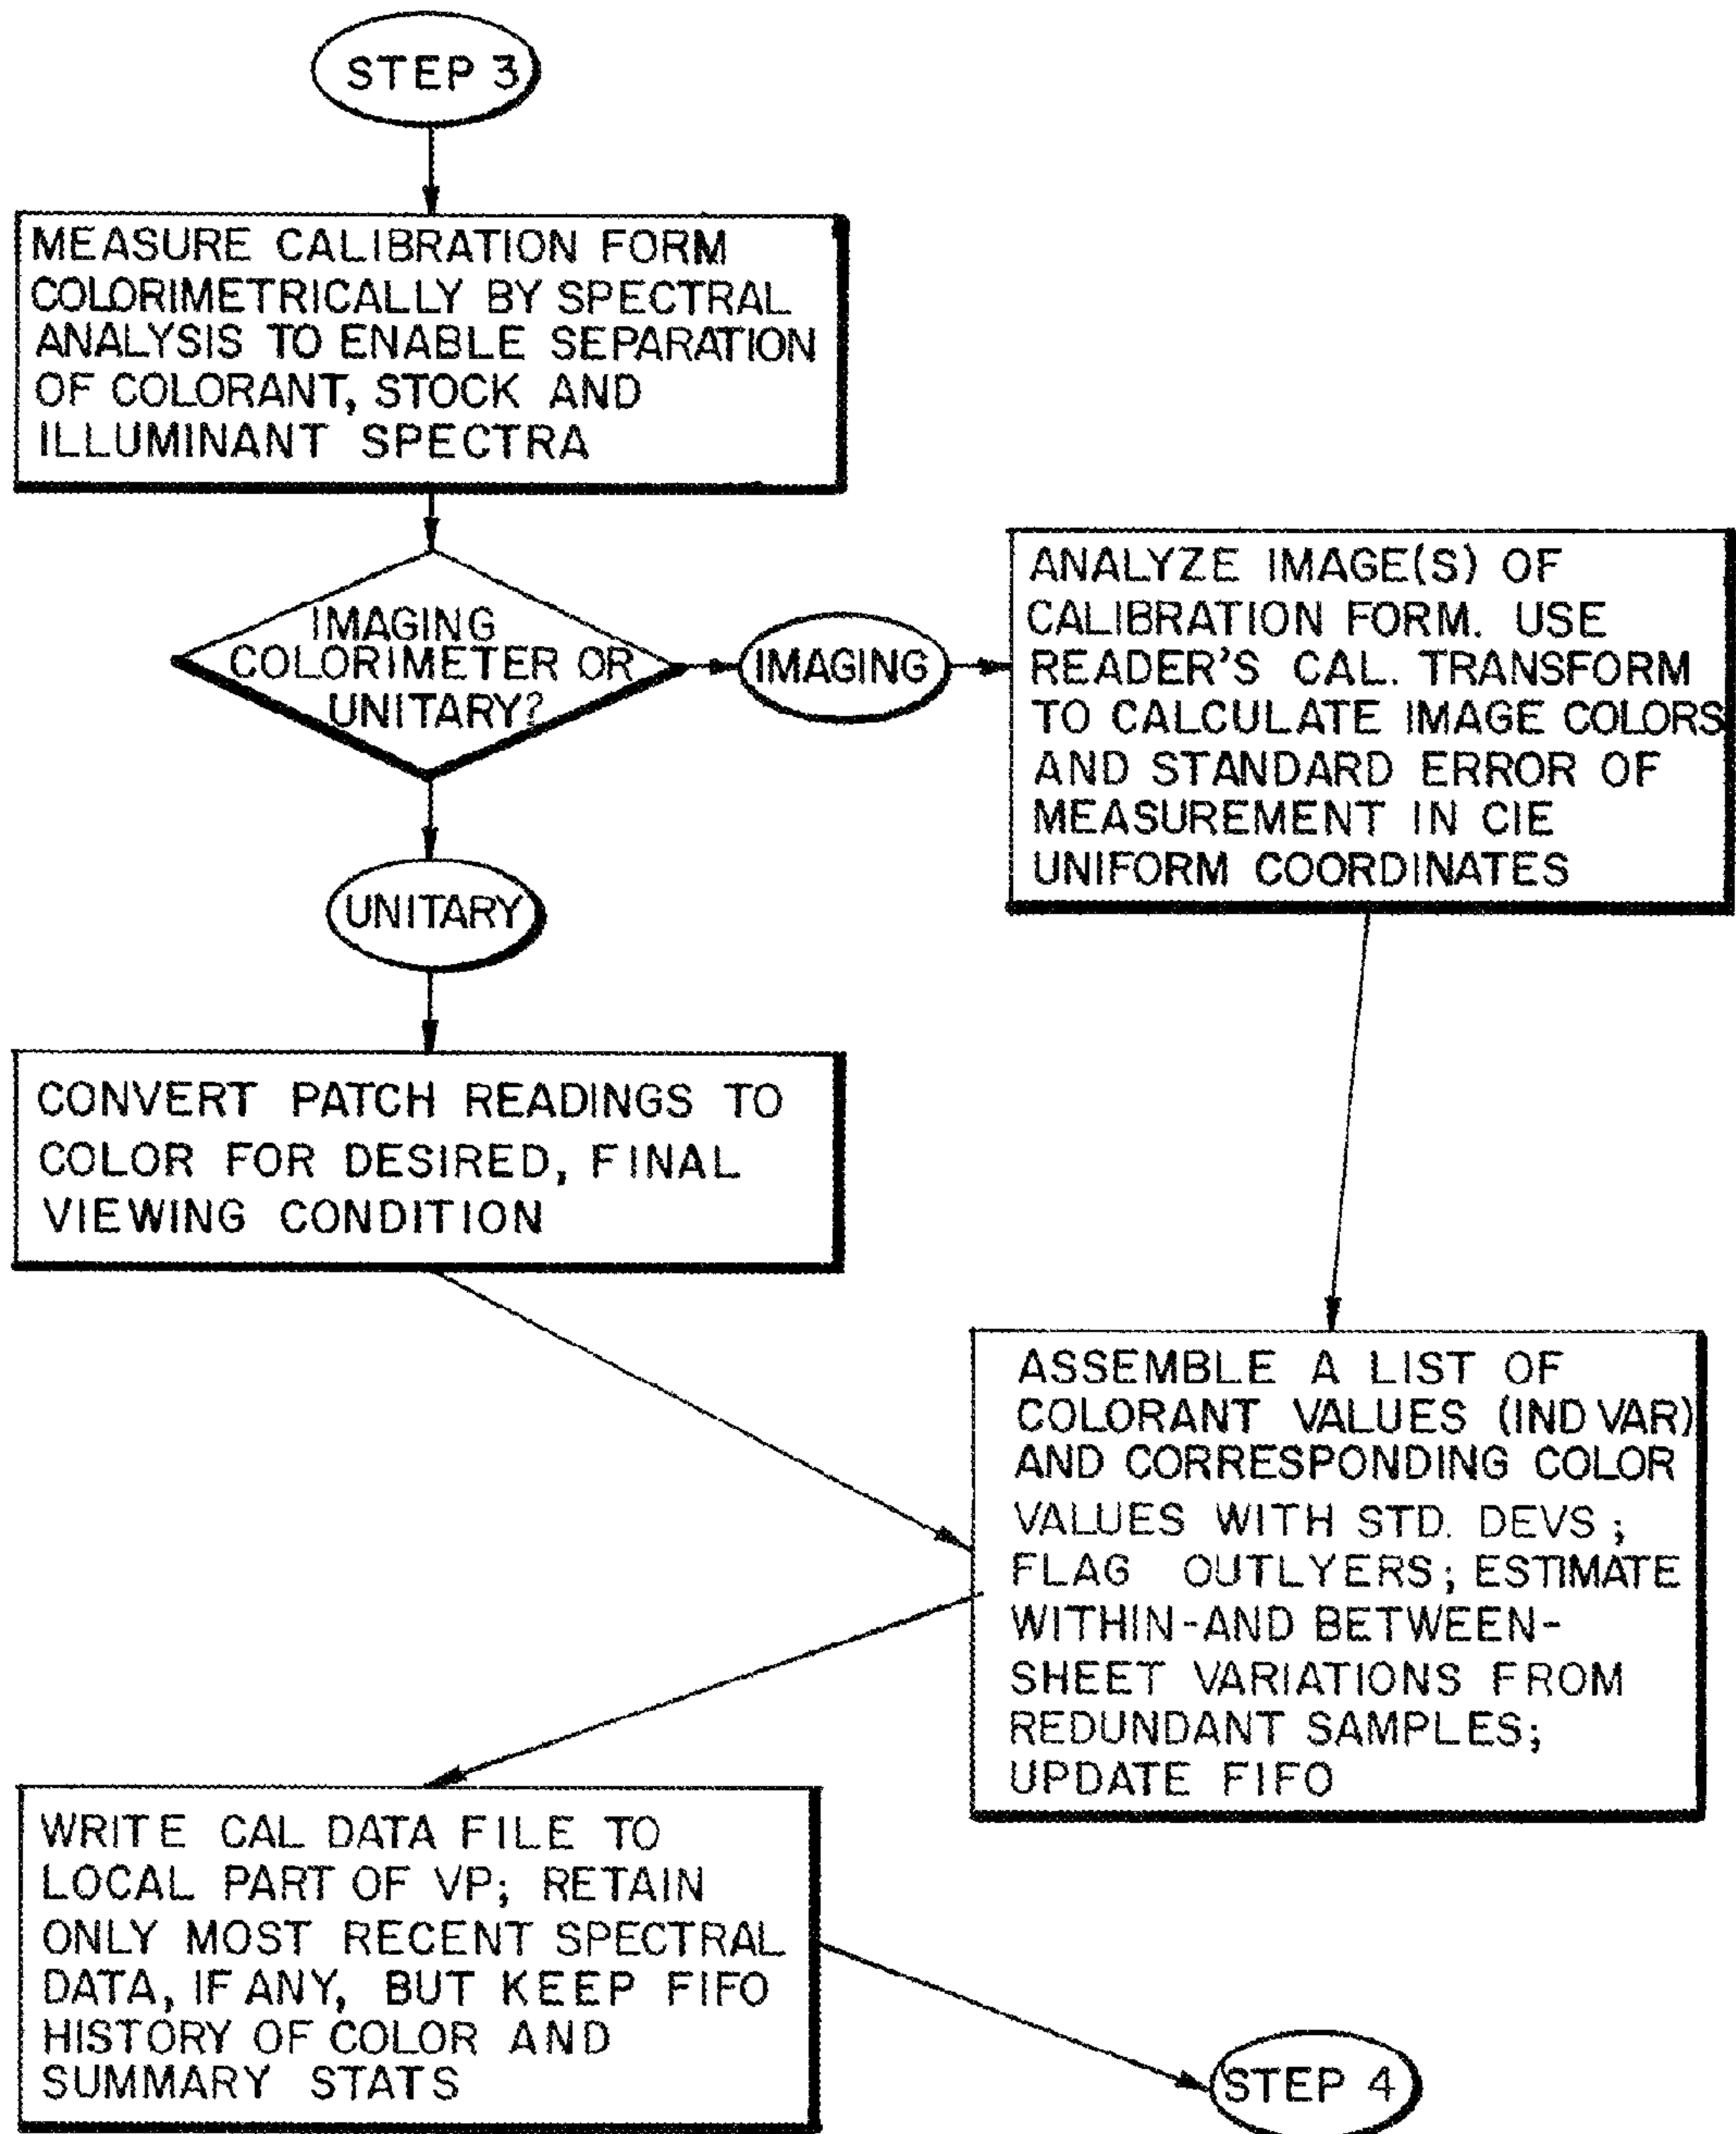 STEP 3
MEASURE CALIBRATION FORM
COLORIMETRICALLY BY SPECTRAL
ANALYSIS TO ENABLE SEPARATION
OF COLORANT, STOCK AND
ILLUMINANT SPECTRA
IMAGING
COLORIMETER OR
UNITARY?
IMAGING
ANALYZE IMAGE(S) OF
CALIBRATION FORM. USE
READER'S CAL. TRANSFORM
TO CALCULATE IMAGE COLORS
AND STANDARD ERROR OF
MEASUREMENT IN CIE
UNIFORM COORDINATES
UNITARY
CONVERT PATCH READINGS TO
COLOR FOR DESIRED, FINAL
VIEWING CONDITION
ASSEMBLE A LIST OF
COLORANT VALUES (IND VAR)
AND CORRESPONDING COLOR
VALUES WITH STD. DEVS;
FLAG OUTLYERS; ESTIMATE
WITHIN-AND BETWEEN-
SHEET VARIATIONS FROM
REDUNDANT SAMPLES;
UPDATE FIFO
WRITE CAL DATA FILE TO
LOCAL PART OF VP; RETAIN
ONLY MOST RECENT SPECTRAL
DATA, IF ANY, BUT KEEP FIFO
HISTORY OF COLOR AND
SUMMARY STATS
STEP 4